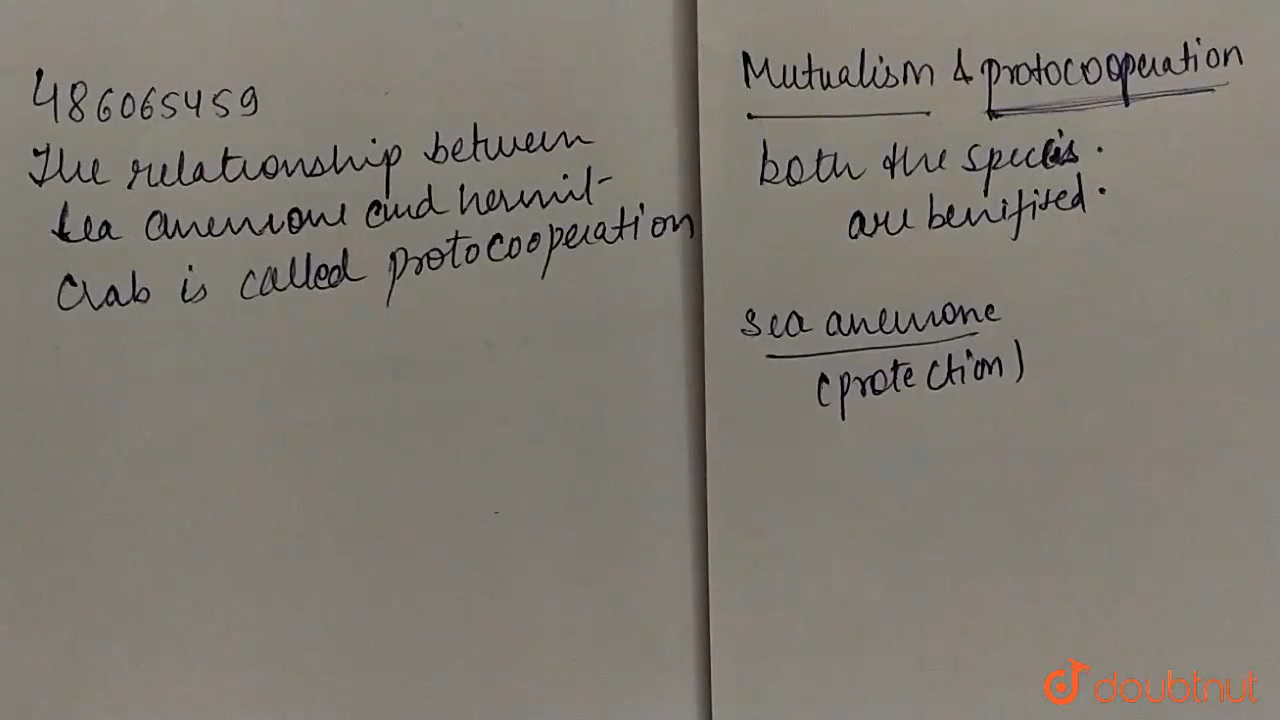 486065459
The relationship between
sea anemone and hermit-
Crab is called protocooperation
Mutualism & protocooperation
both the species.
are benifited.
sea anemone
(protection)
doubtnut